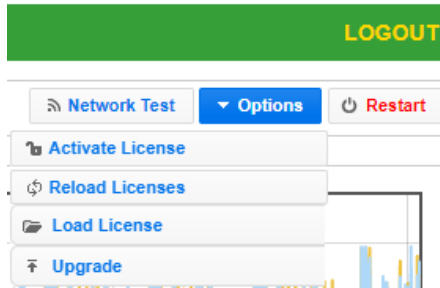 LOGOUT
Network Test Options Restart
Activate License
Reload Licenses
Load License
Upgrade